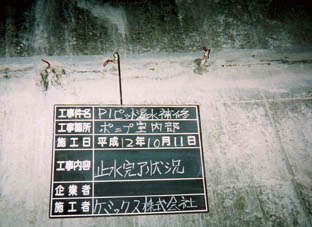 工事件名 P1ピット漏水補修
工事箇所 ポンプ室内部
施工日 平成12年10月11日
工事内容 止水完了状況
企業者
施工者 ケミックス株式会社